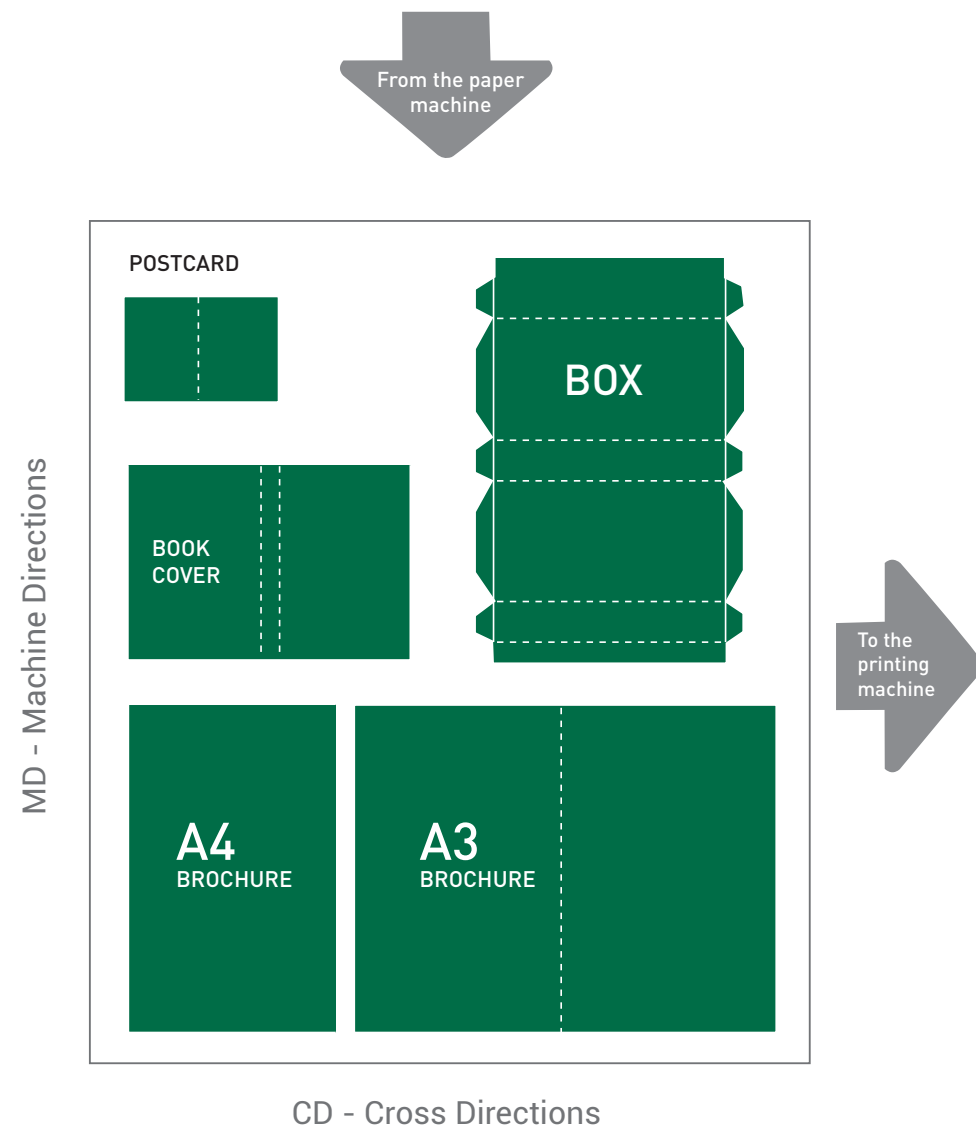 From the paper
machine
POSTCARD
BOX
BOOK
COVER
MD - Machine Directions
To the
printing
machine
A4
BROCHURE
A3
BROCHURE
CD - Cross Directions